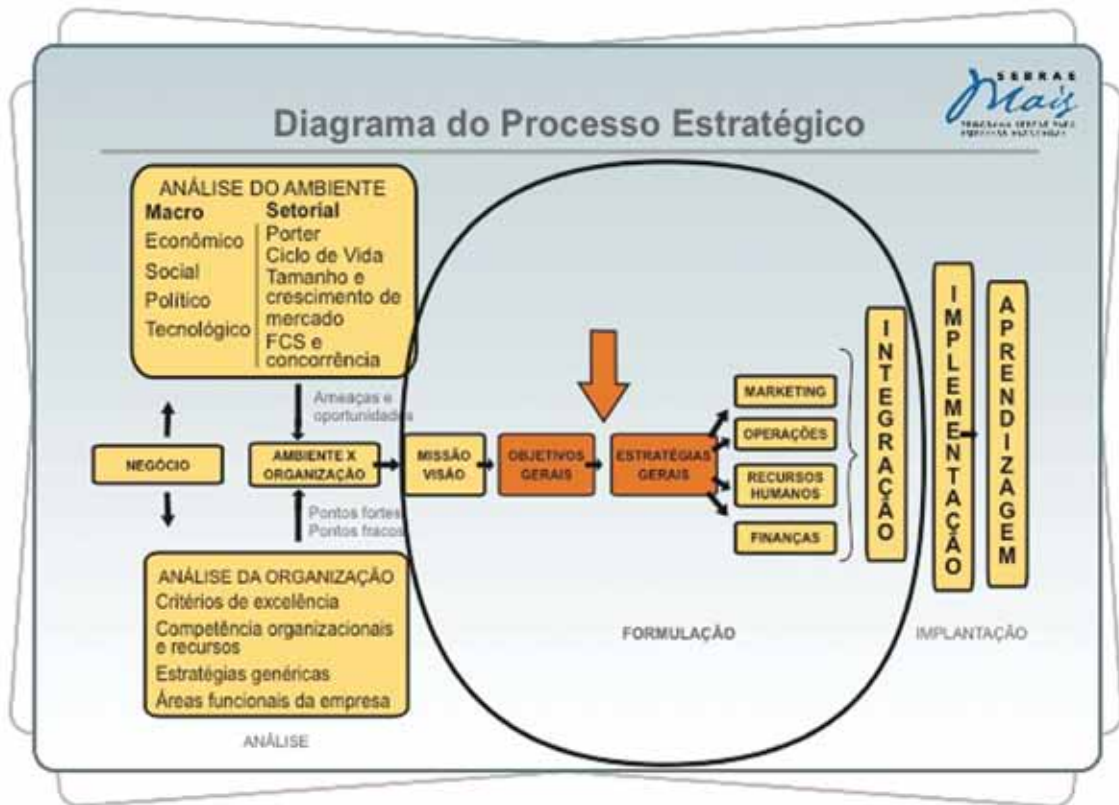 SEBRAE
Mais
Diagrama do Processo Estratégico
ANÁLISE DO AMBIENTE
Macro
Econômico
Social
Político
Tecnológico
Setorial
Porter
Ciclo de Vida
Tamanho e
crescimento de
mercado
FCS e
concorrência
Ameaças e
oportunidades
NEGÓCIO
AMBIENTE X
ORGANIZAÇÃO
MISSÃO
VISÃO
OBJETIVOS
GERAIS
ESTRATÉGIAS
GERAIS
MARKETING
OPERAÇÕES
RECURSOS
HUMANOS
FINANÇAS
INTEGRAÇÃO
IMPLEMENTAÇÃO
APRENDIZAGEM
Pontos fortes
Pontos fracos
ANÁLISE DA ORGANIZAÇÃO
Critérios de excelência
Competência organizacionais
e recursos
Estratégias genéricas
Áreas funcionais da empresa
ANÁLISE
FORMULAÇÃO
IMPLANTAÇÃO